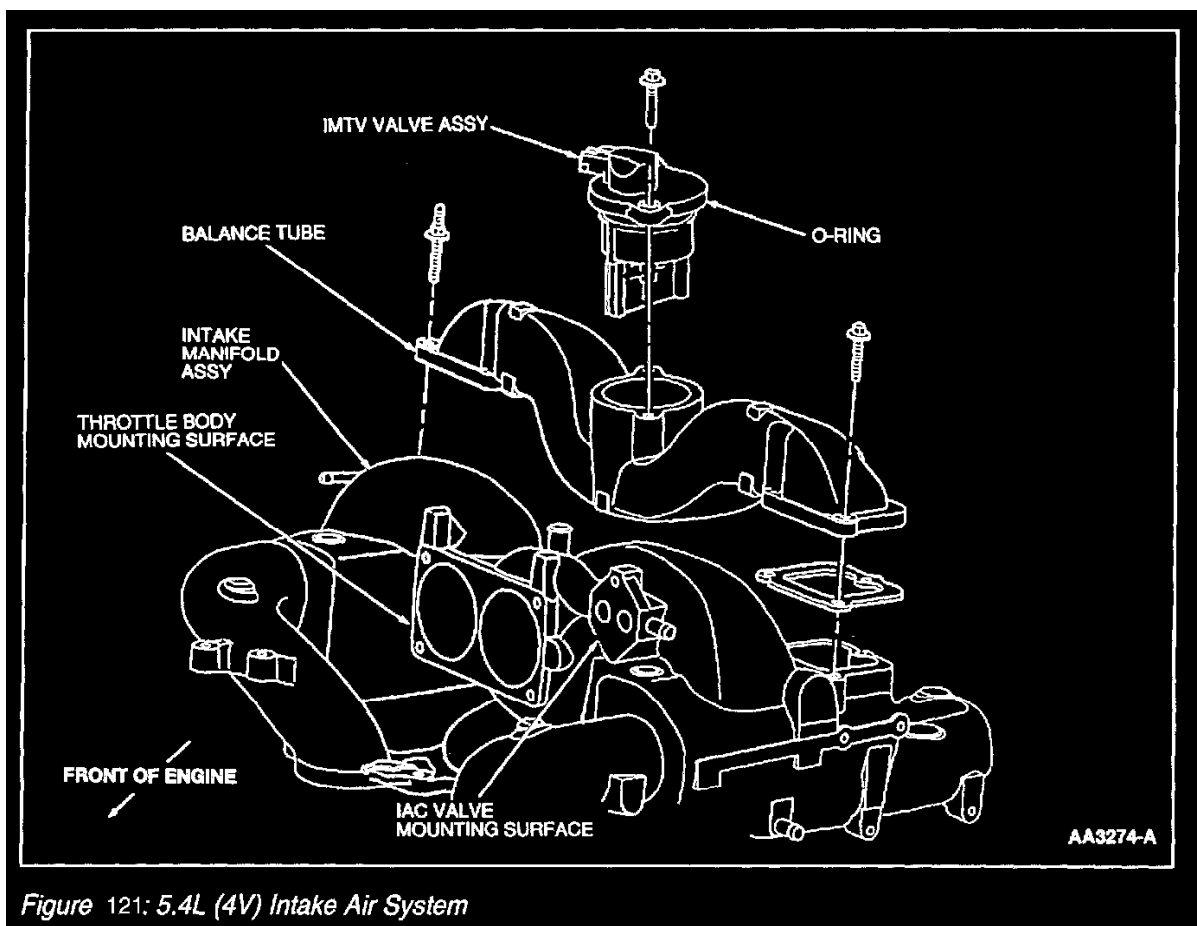 IMTV VALVE ASSY
O-RING
BALANCE TUBE
INTAKE
MANIFOLD
ASSY
THROTTLE BODY
MOUNTING SURFACE
FRONT OF ENGINE
IAC VALVE
MOUNTING SURFACE
AA3274-A
Figure 121: 5.4L (4V) Intake Air System